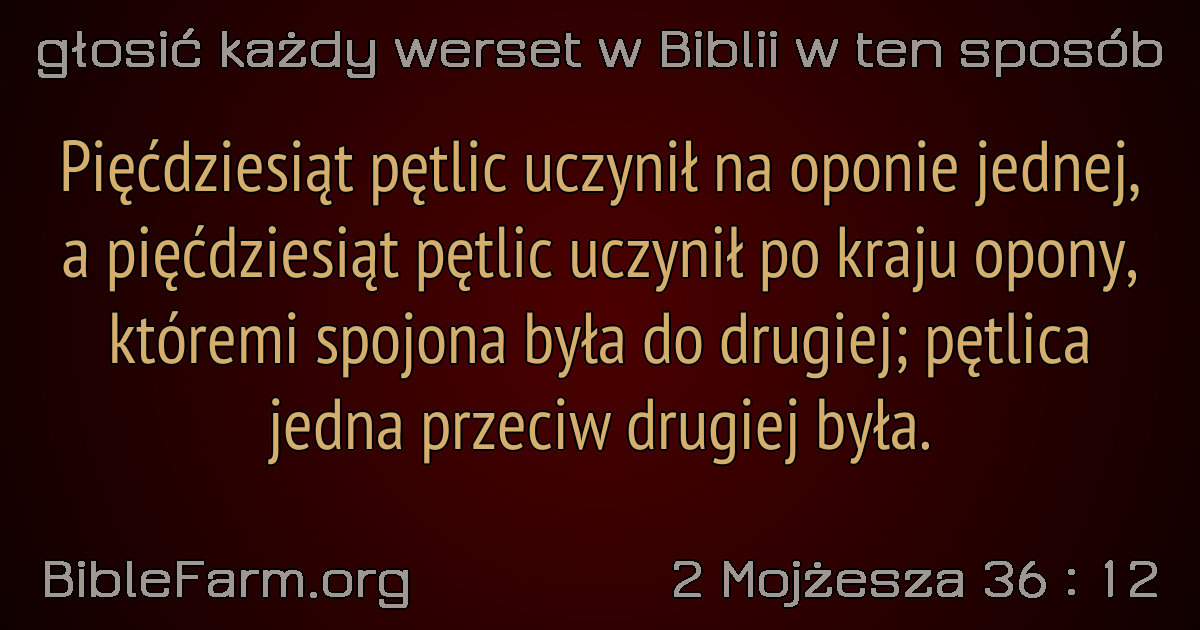 głosić każdy werset w Biblii w ten sposób
Pięćdziesiąt pętlic uczynił na oponie jednej,
a pięćdziesiąt pętlic uczynił po kraju opony,
któremi spojona była do drugiej; pętlica
jedna przeciw drugiej była.
BibleFarm.org
2 Mojżesza 36 : 12